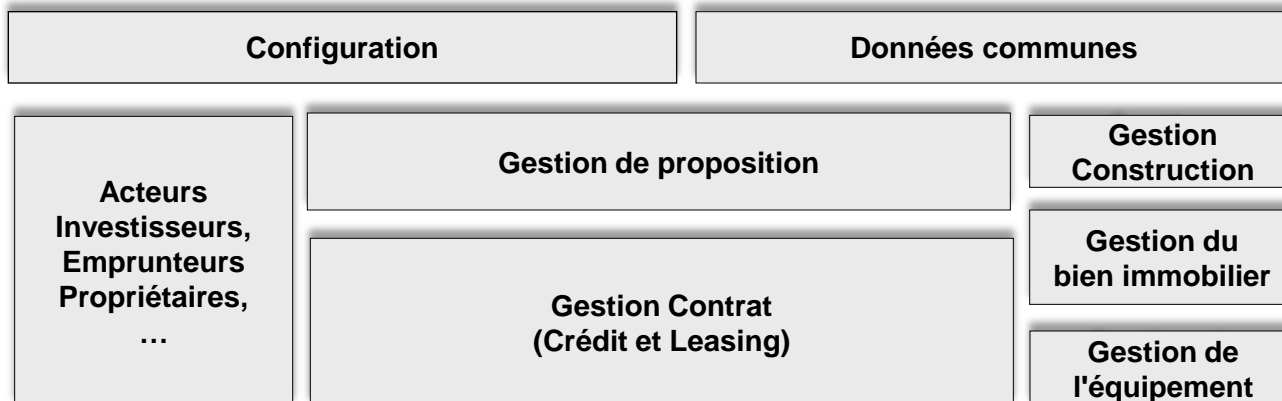 Configuration
Données communes
Acteurs
Investisseurs,
Emprunteurs
Propriétaires,
…
Gestion de proposition
Gestion Contrat
(Crédit et Leasing)
Gestion
Construction
Gestion du
bien immobilier
Gestion de
l'équipement